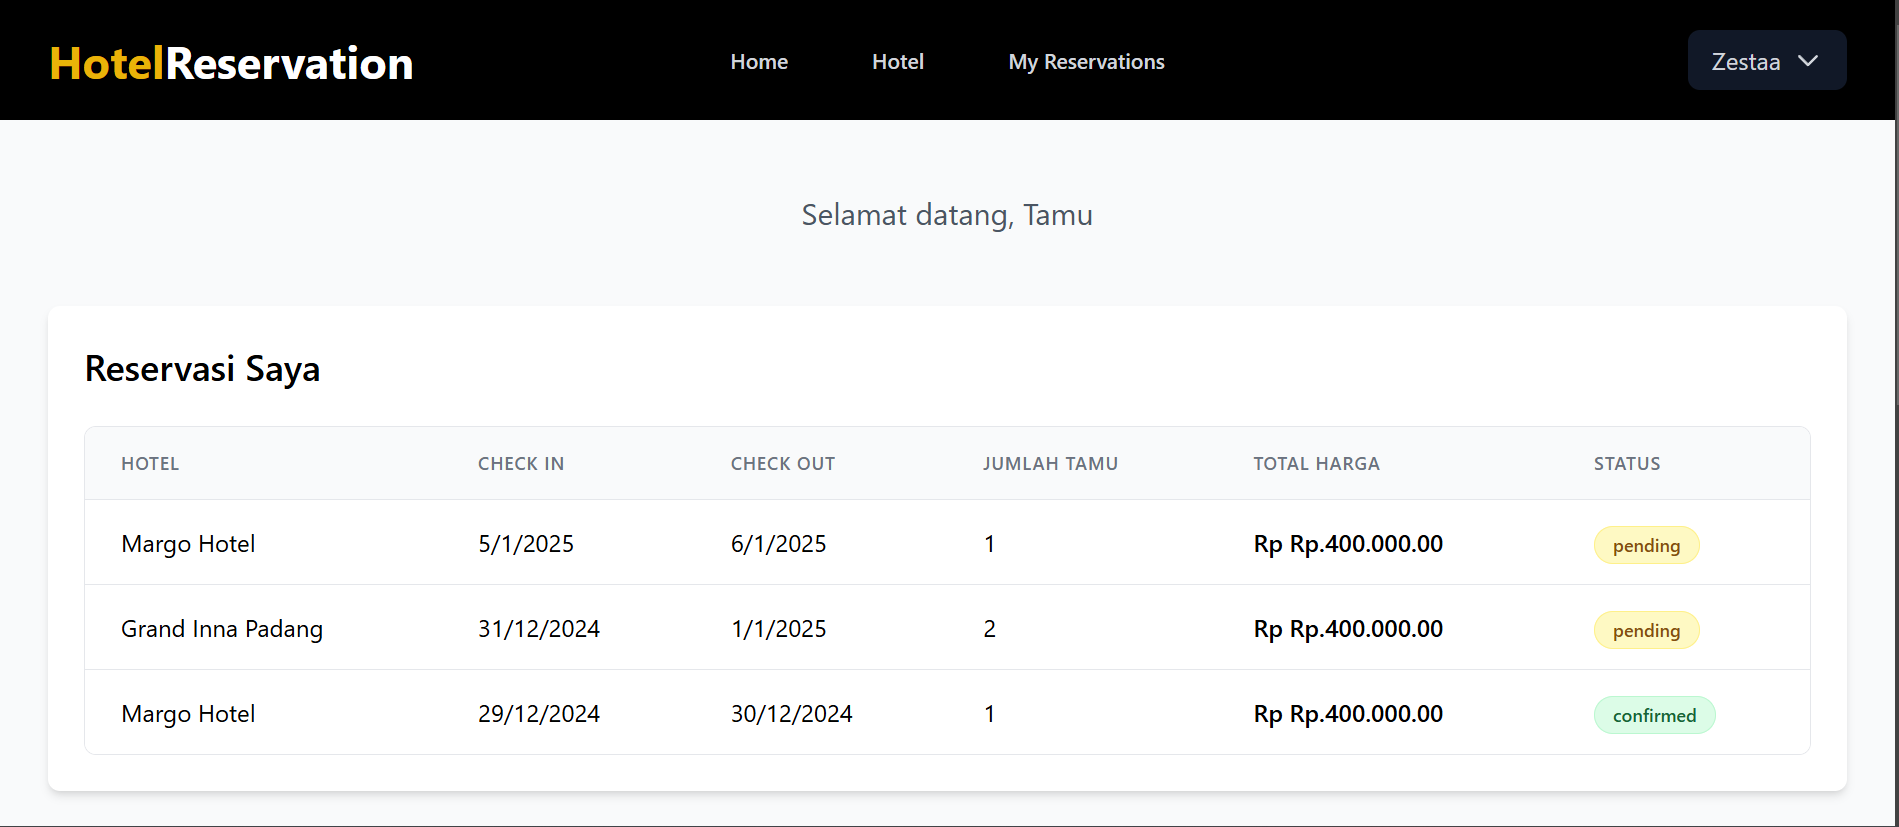 HotelReservation Home Hotel My Reservations Zestaa
Selamat datang, Tamu
Reservasi Saya
HOTEL CHECK IN CHECK OUT JUMLAH TAMU TOTAL HARGA STATUS
Margo Hotel 5/1/2025 6/1/2025 1 Rp Rp.400.000.00 pending
Grand Inna Padang 31/12/2024 1/1/2025 2 Rp Rp.400.000.00 pending
Margo Hotel 29/12/2024 30/12/2024 1 Rp Rp.400.000.00 confirmed